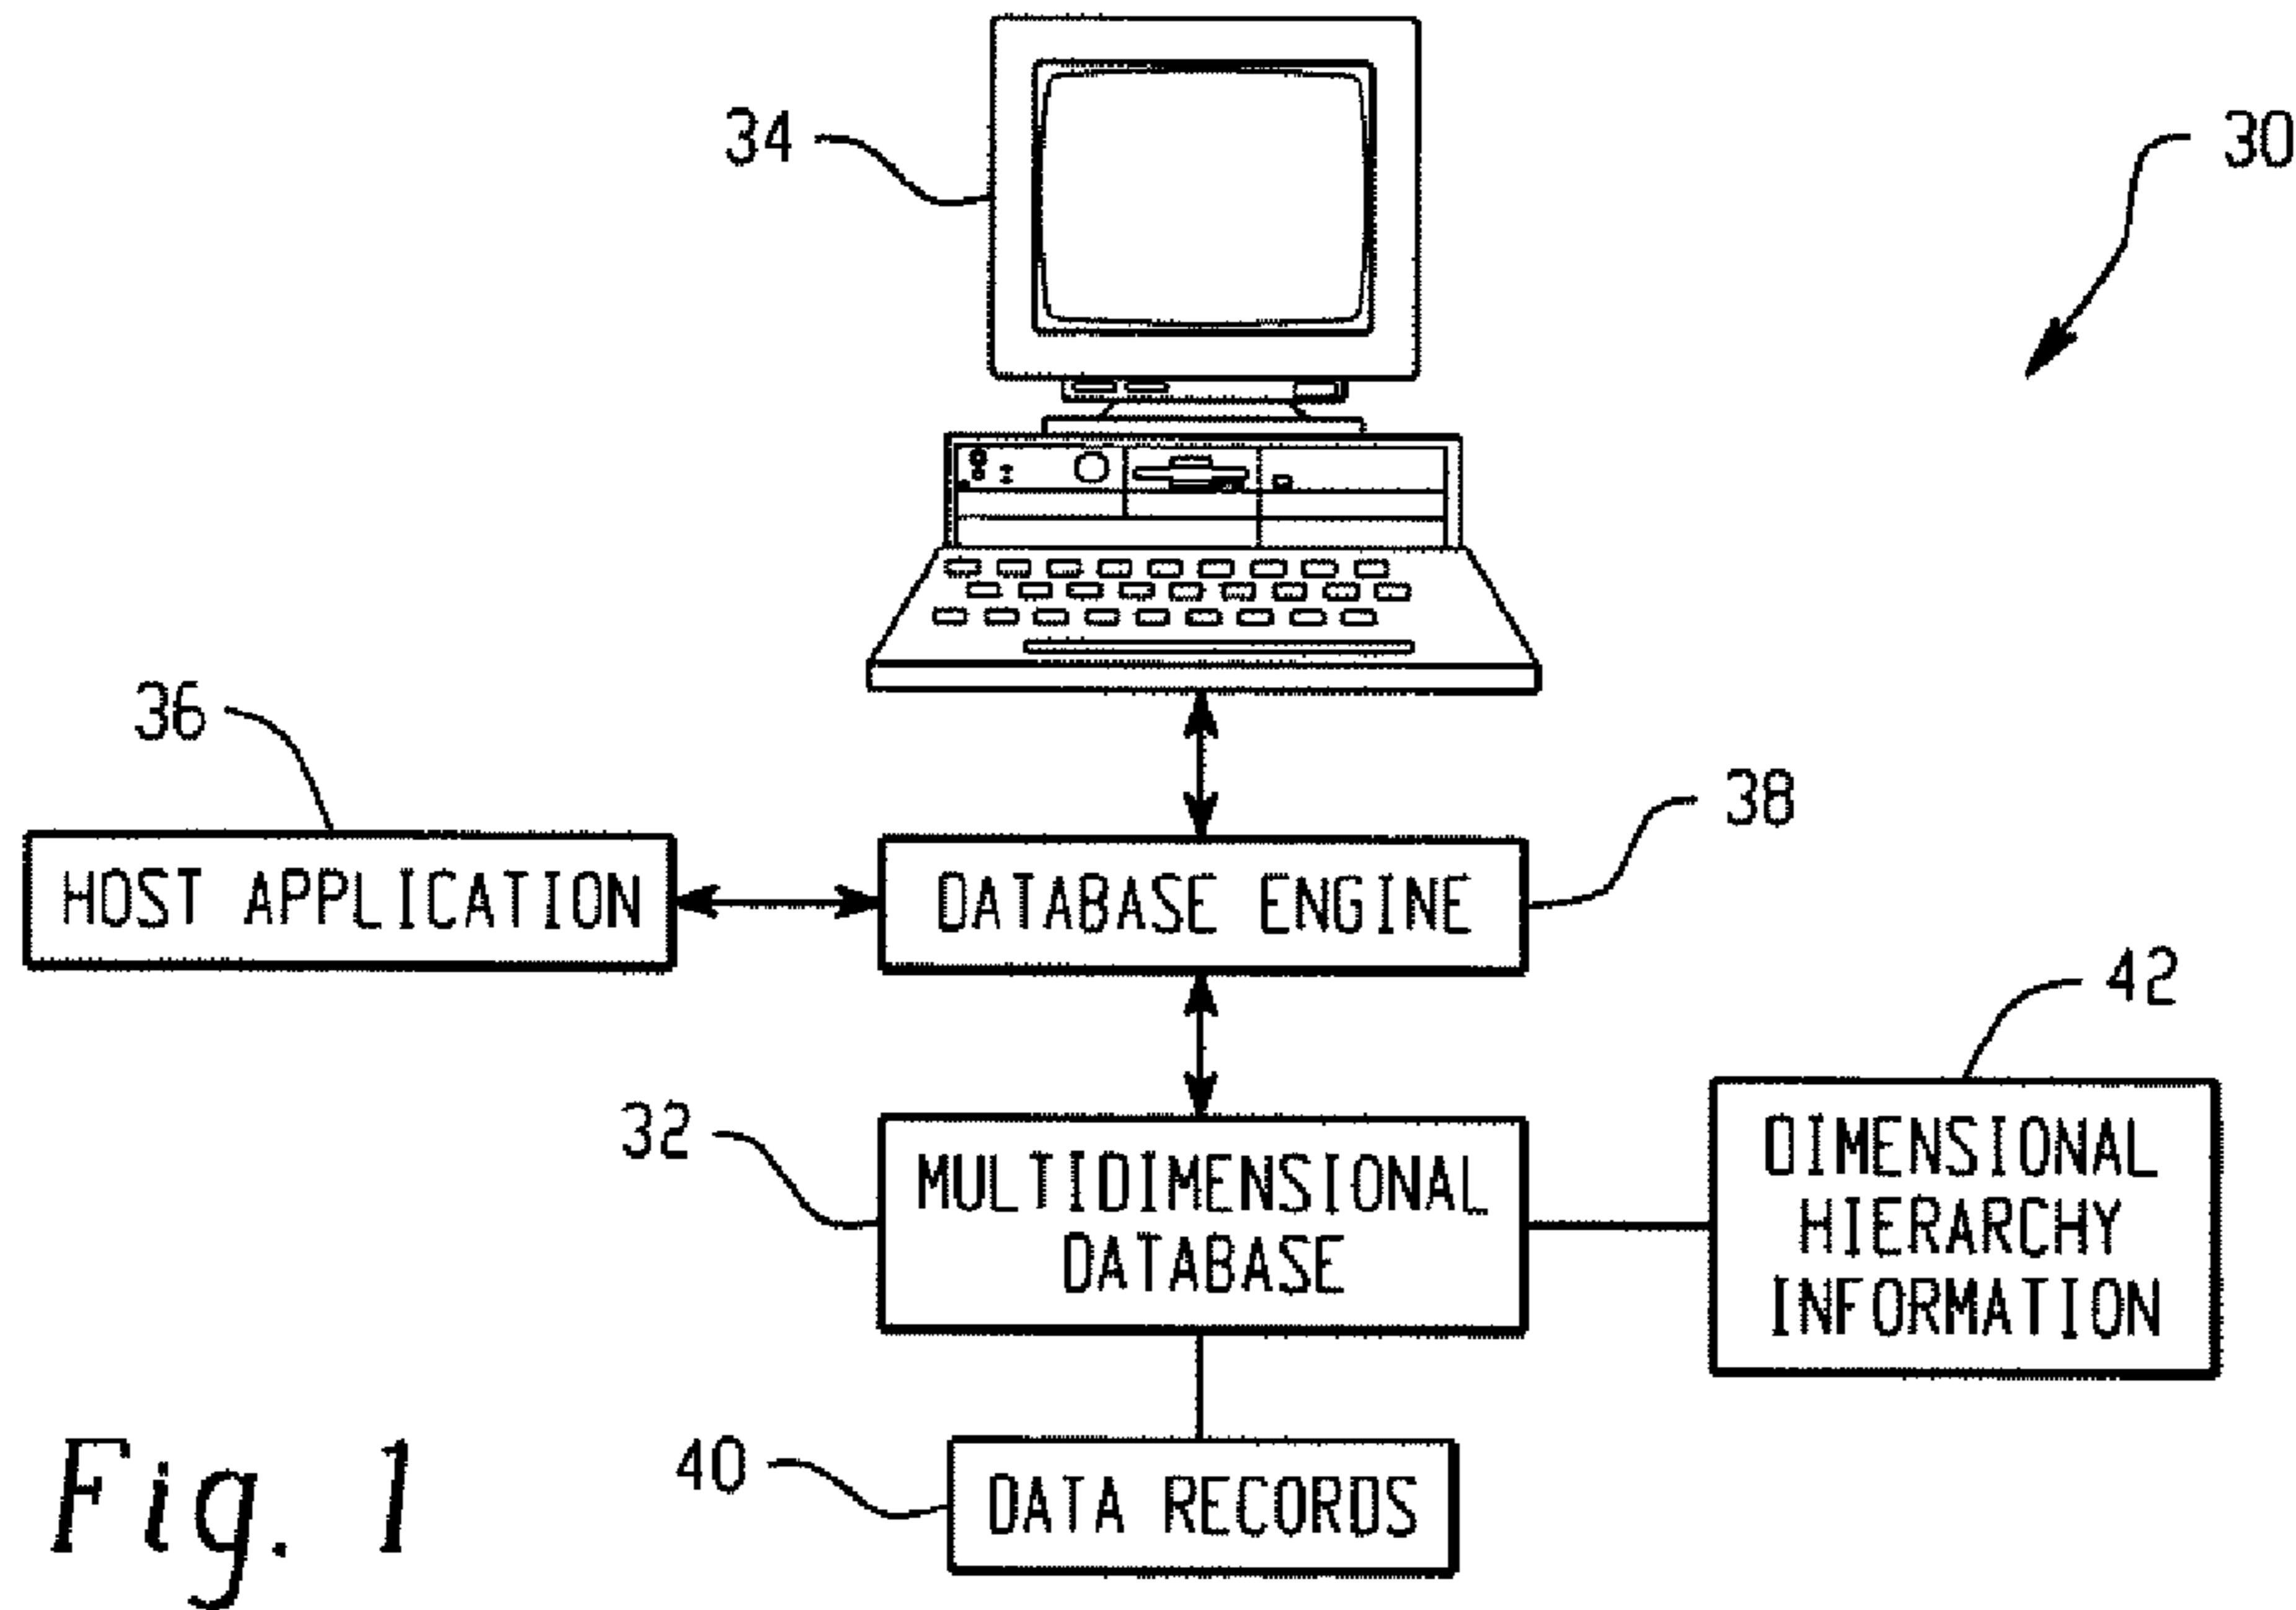 34
30
36
HOST APPLICATION
DATABASE ENGINE
38
42
32
MULTIDIMENSIONAL
DATABASE
DIMENSIONAL
HIERARCHY
INFORMATION
40
DATA RECORDS
Fig. 1